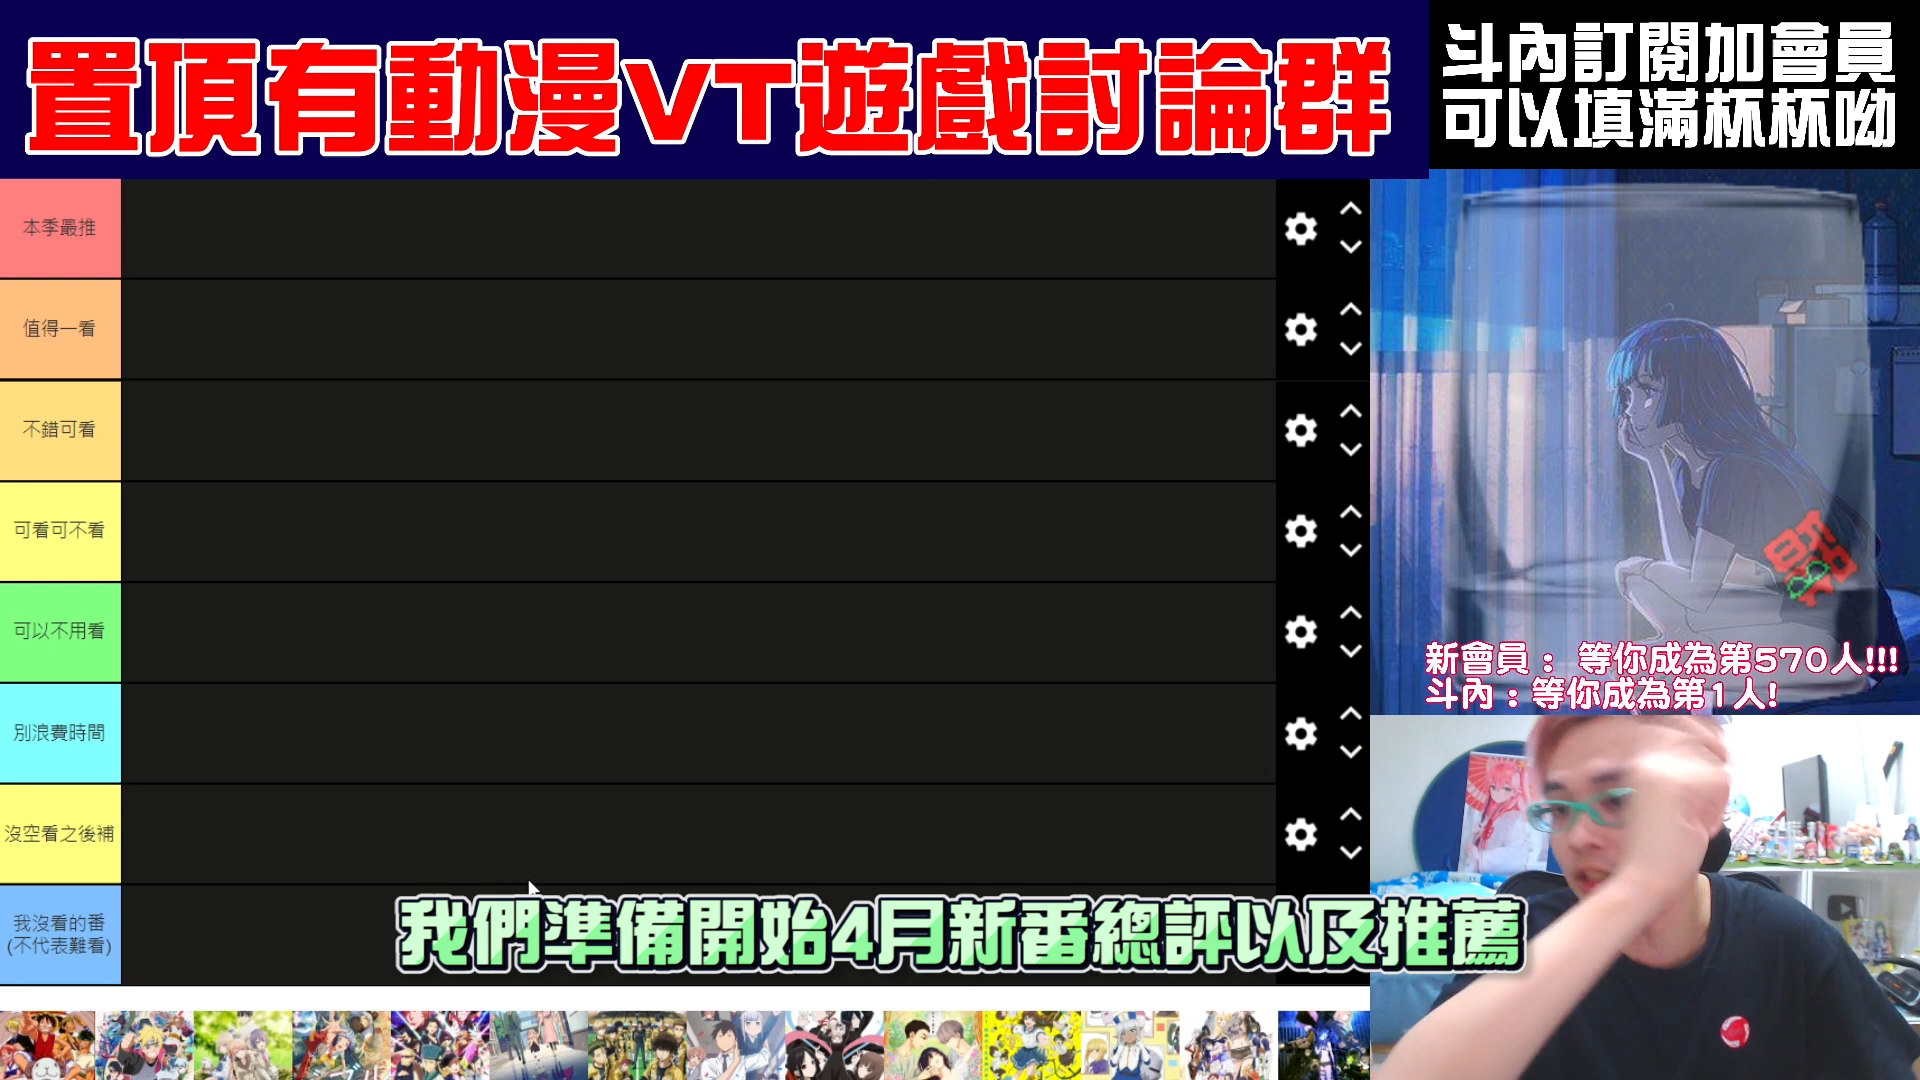 置頂有動漫VT遊戲討論群
斗內訂閱加會員
可以填滿杯杯呦
本季最推
值得一看
不錯可看
可看可不看
可以不用看
別浪費時間
沒空看之後補
我沒看的番
(不代表難看)
新會員： 等你成為第570人!!!
斗內：等你成為第1人!
我們準備開始4月新番總評以及推薦